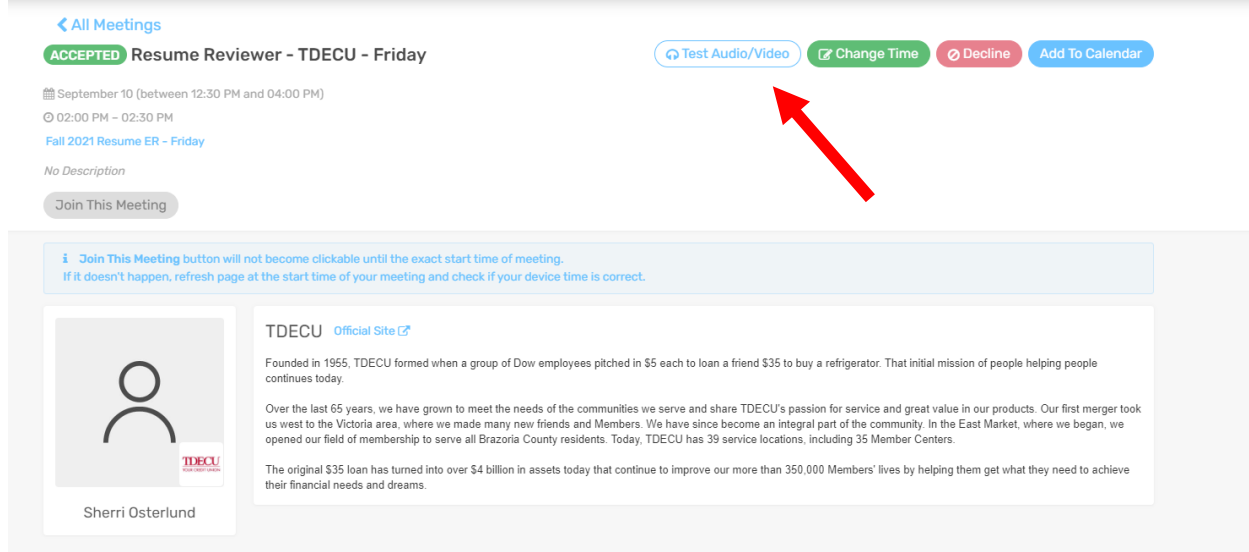 All Meetings
ACCEPTED Resume Reviewer - TDECU - Friday
Test Audio/Video Change Time Decline Add To Calendar
September 10 (between 12:30 PM and 04:00 PM)
02:00 PM – 02:30 PM
Fall 2021 Resume ER - Friday
No Description
Join This Meeting
i Join This Meeting button will not become clickable until the exact start time of meeting.
If it doesn't happen, refresh page at the start time of your meeting and check if your device time is correct.
TDECU Official Site
Founded in 1955, TDECU formed when a group of Dow employees pitched in $5 each to loan a friend $35 to buy a refrigerator. That initial mission of people helping people
continues today.
Over the last 65 years, we have grown to meet the needs of the communities we serve and share TDECU's passion for service and great value in our products. Our first merger took
us west to the Victoria area, where we made many new friends and Members. We have since become an integral part of the community. In the East Market, where we began, we
opened our field of membership to serve all Brazoria County residents. Today, TDECU has 39 service locations, including 35 Member Centers.
The original $35 loan has turned into over $4 billion in assets today that continue to improve our more than 350,000 Members' lives by helping them get what they need to achieve
their financial needs and dreams.
TDECU
YOUR CREDIT UNION
Sherri Osterlund